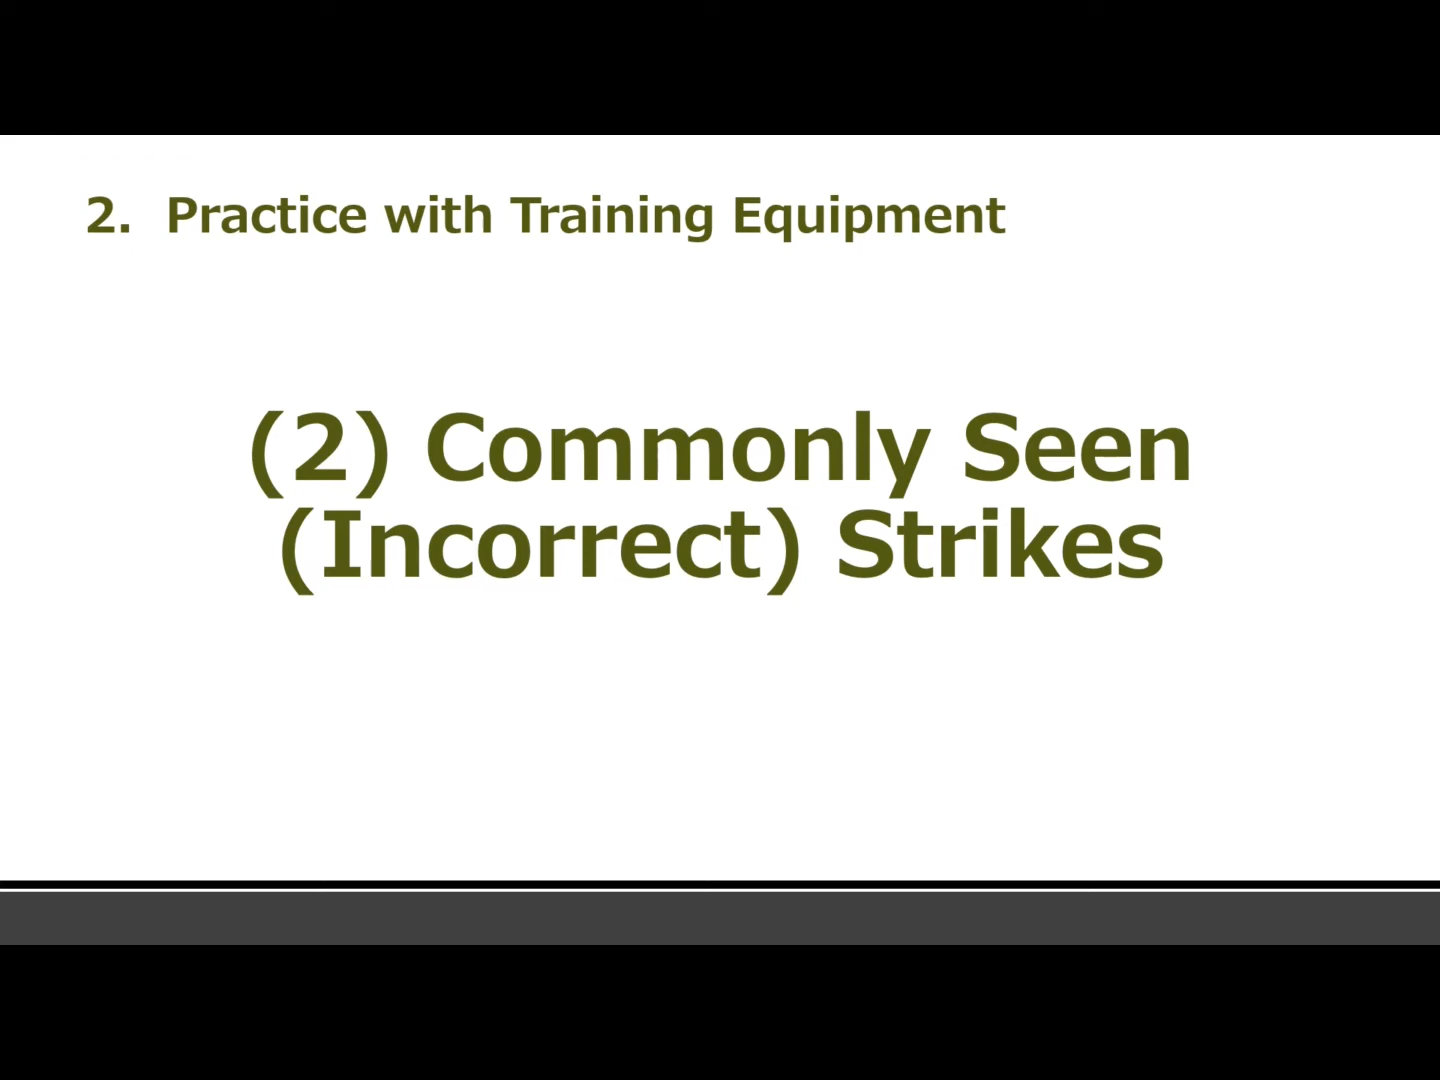 2. Practice with Training Equipment
(2) Commonly Seen
(Incorrect) Strikes